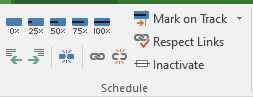 0% 25% 50% 75% 100%
Mark on Track
Respect Links
Inactivate
Schedule